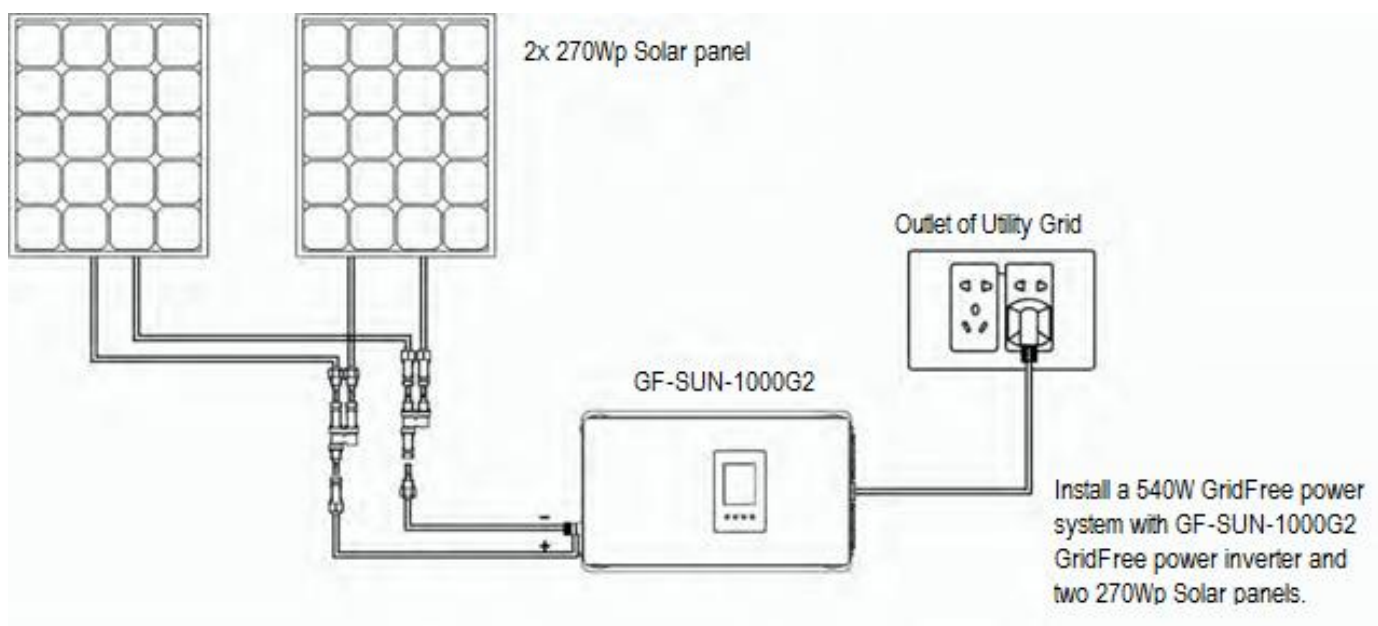 2x 270Wp Solar panel
Outlet of Utility Grid
GF-SUN-1000G2
-
+
Install a 540W GridFree power
system with GF-SUN-1000G2
GridFree power inverter and
two 270Wp Solar panels.